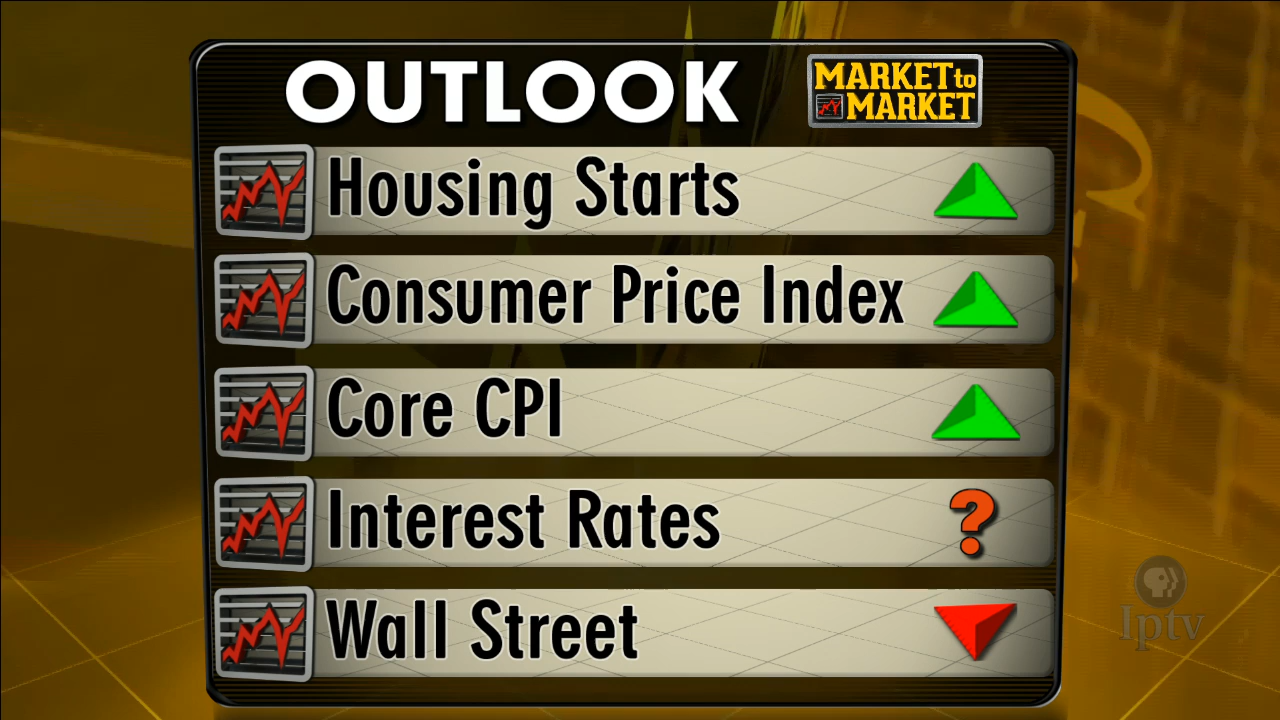 OUTLOOK
MARKET to
MARKET
Housing Starts
Consumer Price Index
Core CPI
Interest Rates
?
Wall Street
Iptv